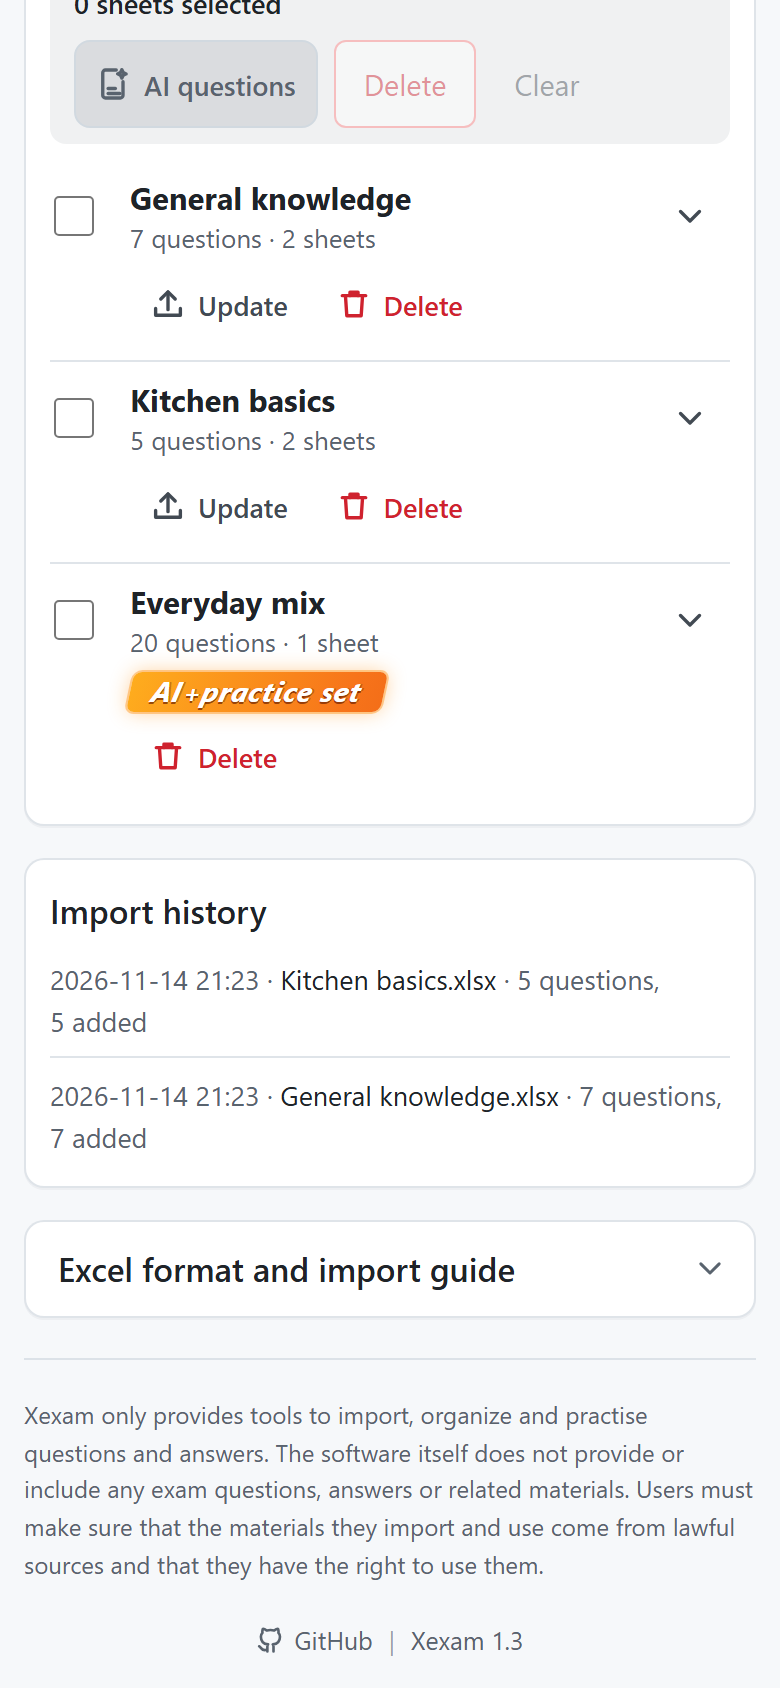 0 sheets selected
AI questions Delete Clear
General knowledge
7 questions · 2 sheets
Update Delete
Kitchen basics
5 questions · 2 sheets
Update Delete
Everyday mix
20 questions · 1 sheet
AI+practice set
Delete
Import history
2026-11-14 21:23 · Kitchen basics.xlsx · 5 questions,
5 added
2026-11-14 21:23 · General knowledge.xlsx · 7 questions,
7 added
Excel format and import guide
Xexam only provides tools to import, organize and practise
questions and answers. The software itself does not provide or
include any exam questions, answers or related materials. Users must
make sure that the materials they import and use come from lawful
sources and that they have the right to use them.
GitHub | Xexam 1.3